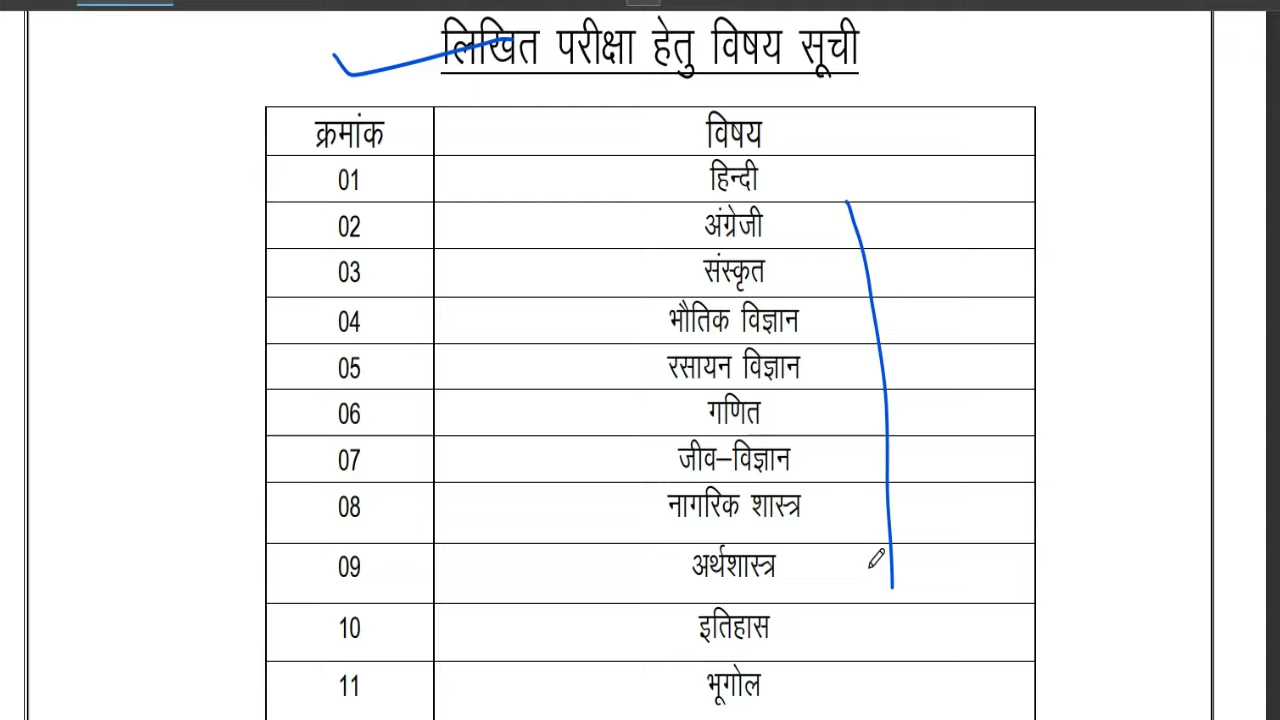 लिखित परीक्षा हेतु विषय सूची
क्रमांक विषय
01 हिन्दी
02 अंग्रेजी
03 संस्कृत
04 भौतिक विज्ञान
05 रसायन विज्ञान
06 गणित
07 जीव–विज्ञान
08 नागरिक शास्त्र
09 अर्थशास्त्र
10 इतिहास
11 भूगोल